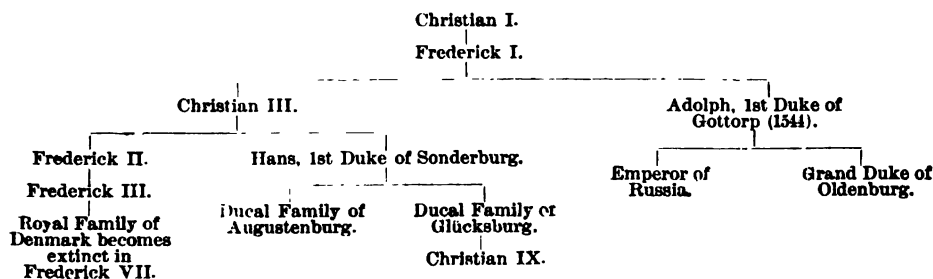 Christian I.
Frederick I.
Christian III.
Adolph, 1st Duke of
Gottorp (1544).
Frederick II.
Hans, 1st Duke of Sonderburg.
Emperor of
Russia.
Grand Duke of
Oldenburg.
Frederick III.
Ducal Family of
Augustenburg.
Ducal Family of
Glücksburg.
Royal Family of
Denmark becomes
extinct in
Frederick VII.
Christian IX.